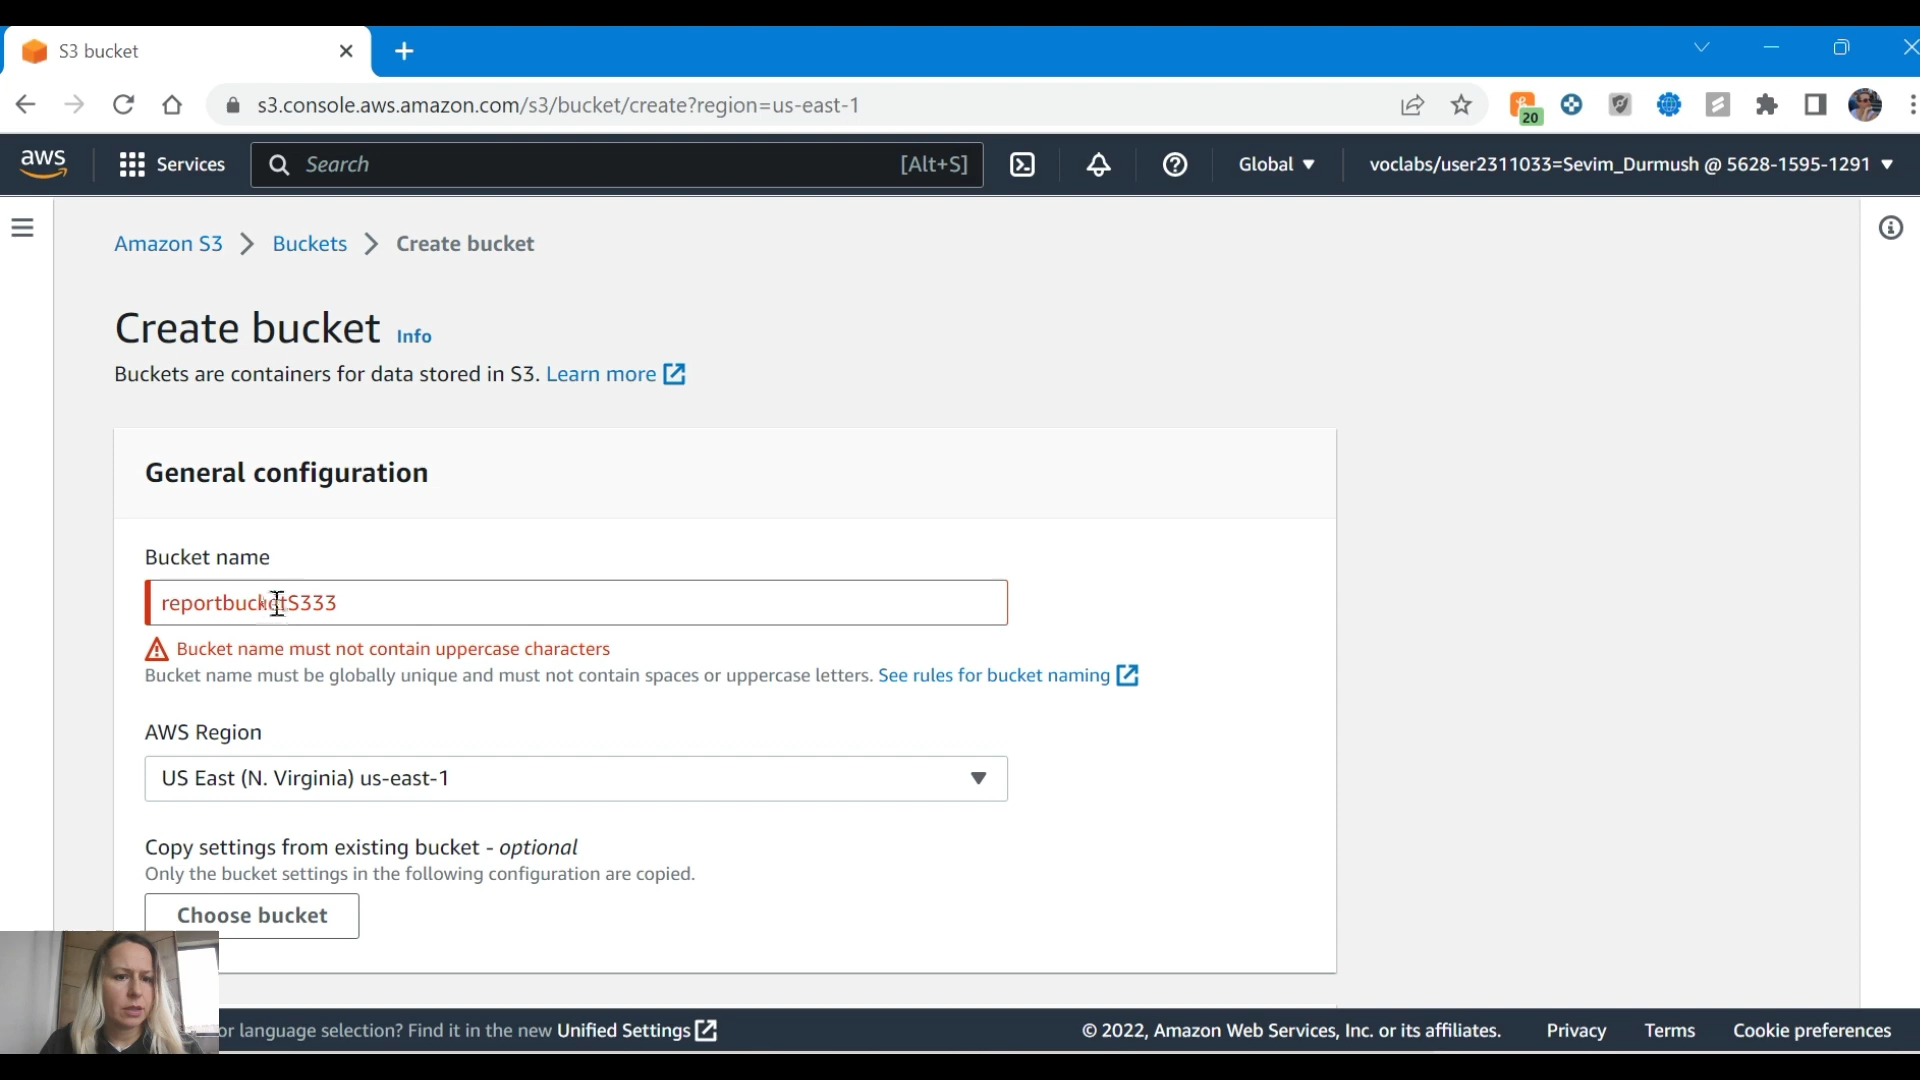 S3 bucket
s3.console.aws.amazon.com/s3/bucket/create?region=us-east-1
20
aws
Services
Search
[Alt+S]
Global
voclabs/user2311033=Sevim_Durmush @ 5628-1595-1291
Amazon S3 > Buckets > Create bucket
Create bucket Info
Buckets are containers for data stored in S3. Learn more
General configuration
Bucket name
reportbucketS333
Bucket name must not contain uppercase characters
Bucket name must be globally unique and must not contain spaces or uppercase letters. See rules for bucket naming
AWS Region
US East (N. Virginia) us-east-1
Copy settings from existing bucket - optional
Only the bucket settings in the following configuration are copied.
Choose bucket
or language selection? Find it in the new Unified Settings
© 2022, Amazon Web Services, Inc. or its affiliates.
Privacy
Terms
Cookie preferences